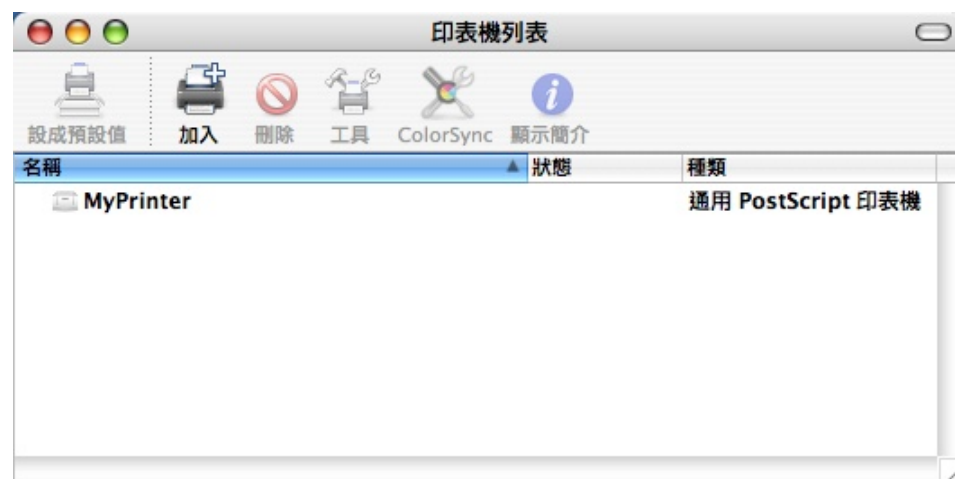 印表機列表
設成預設值 加入 刪除 工具 ColorSync 顯示簡介
名稱 狀態 種類
MyPrinter 通用 PostScript 印表機